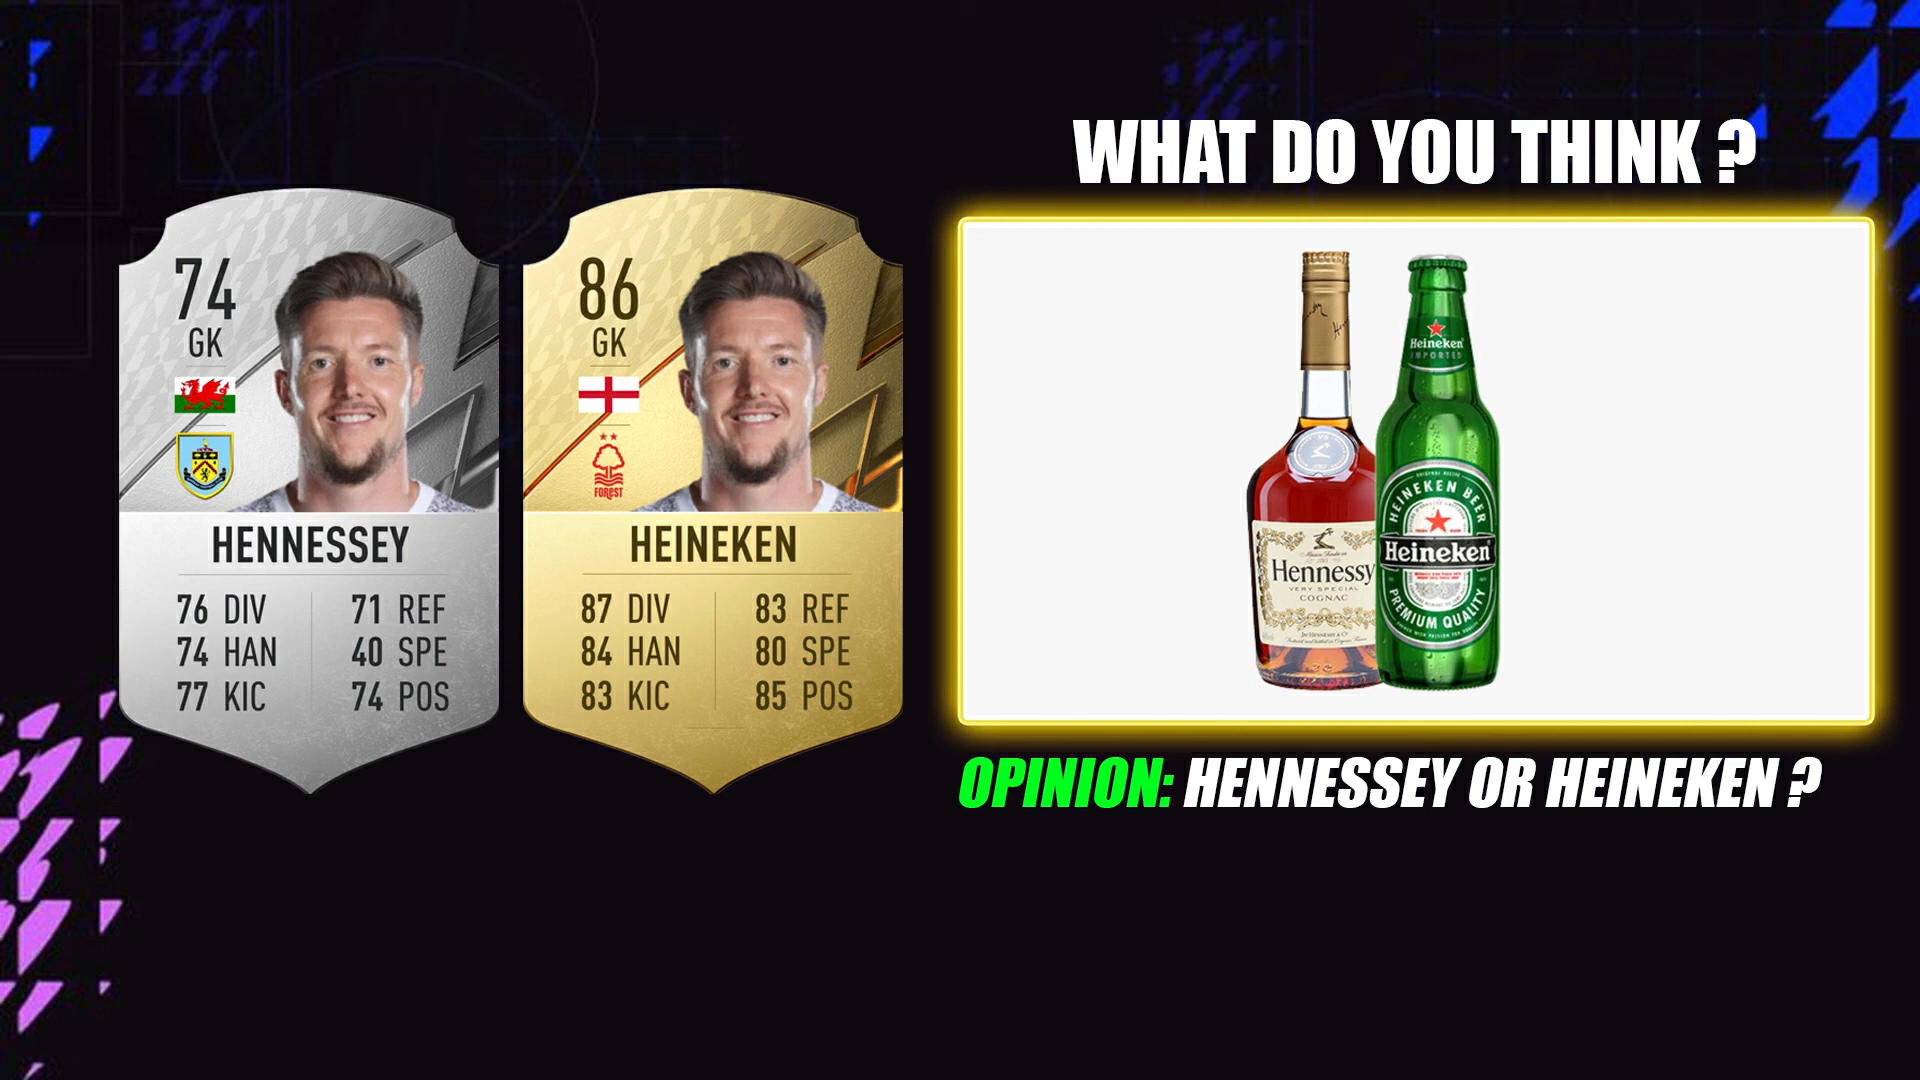 WHAT DO YOU THINK ?
74
GK
HENNESSEY
76 DIV 71 REF
74 HAN 40 SPE
77 KIC 74 POS
86
GK
FOREST
HEINEKEN
87 DIV 83 REF
84 HAN 80 SPE
83 KIC 85 POS
Hennessy
VERY SPECIAL
COGNAC
Heineken
IMPORTED
HEINEKEN BEER
Heineken
PREMIUM QUALITY
OPINION: HENNESSEY OR HEINEKEN ?